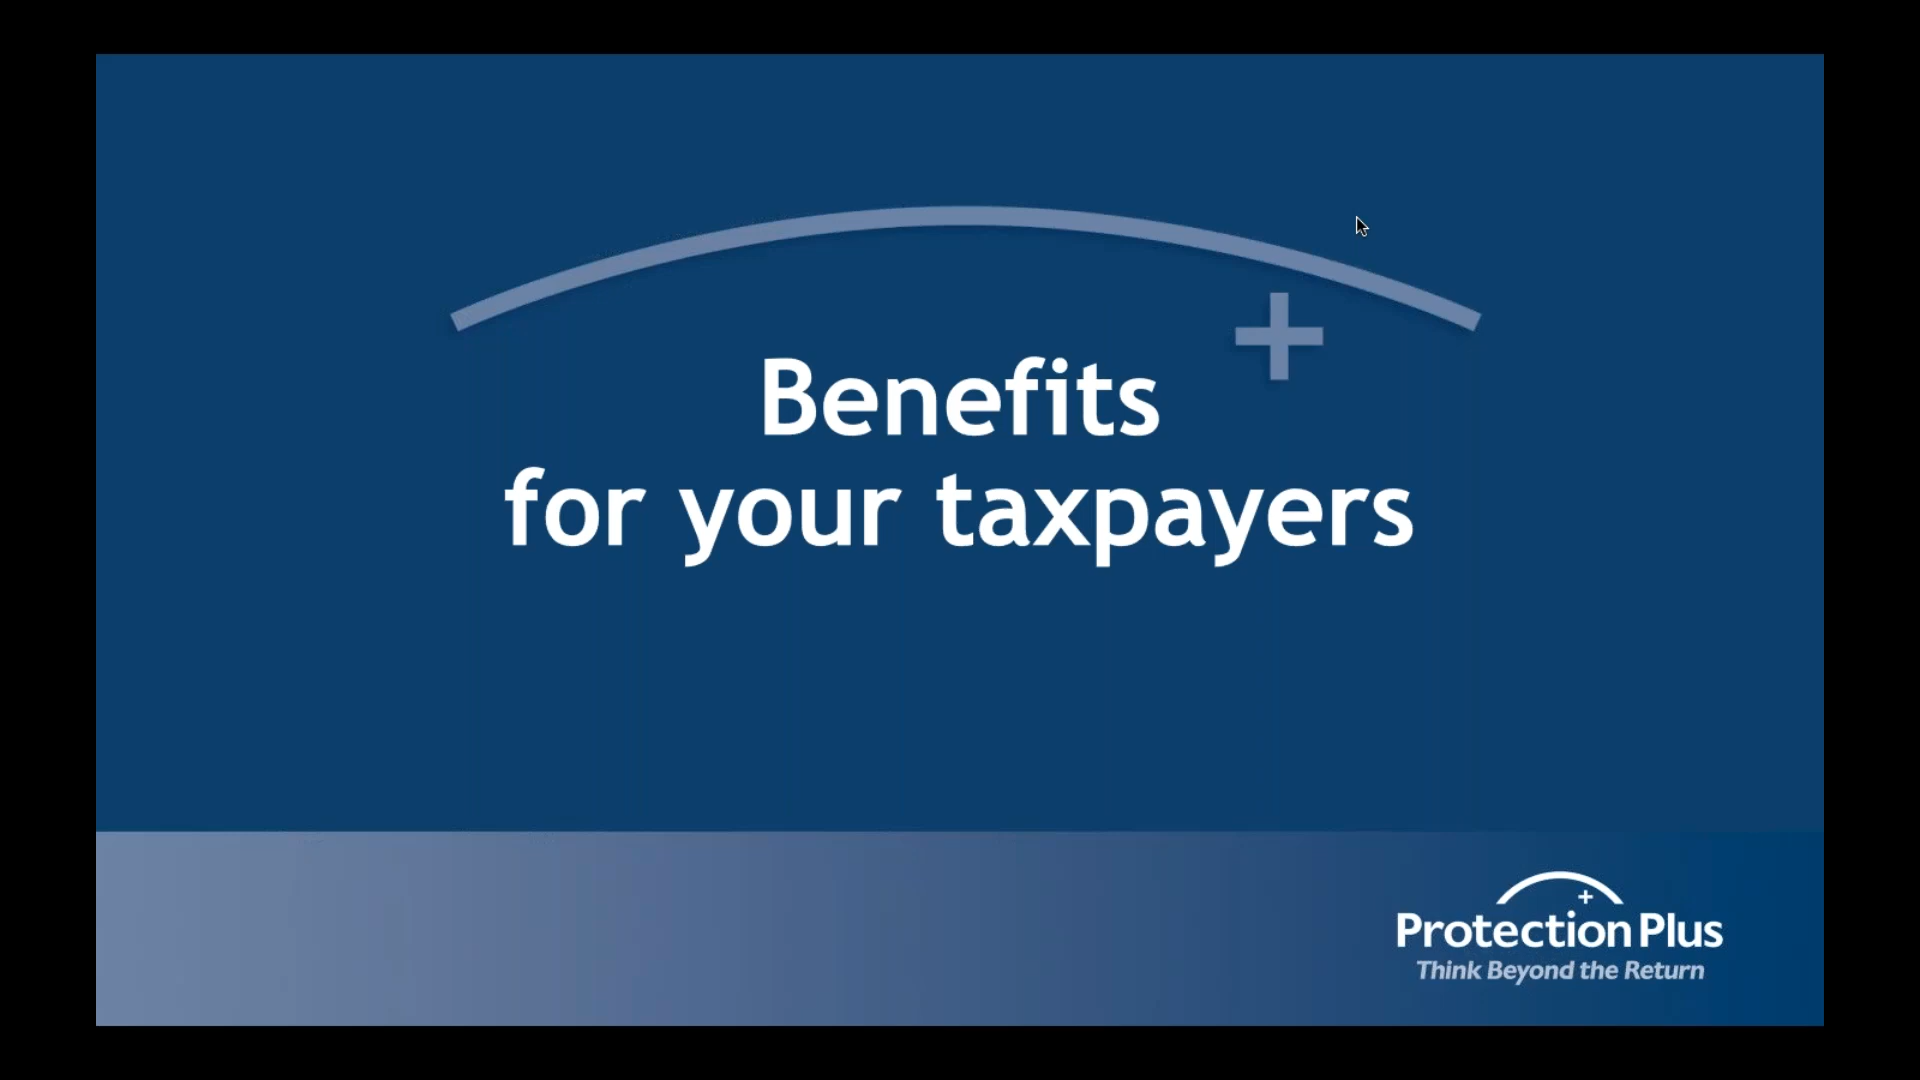 Benefits
for your taxpayers
Protection Plus
Think Beyond the Return